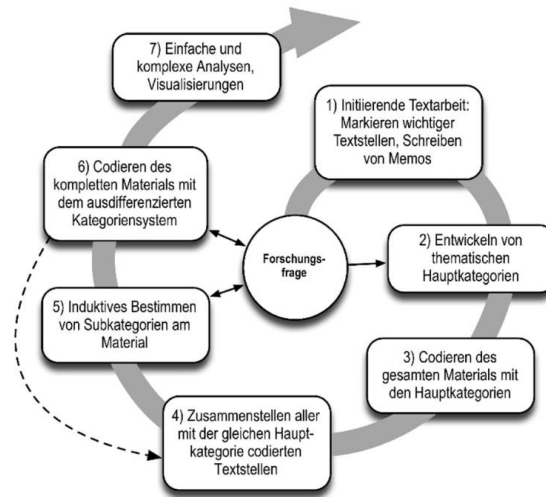 1) Initiierende Textarbeit:
Markieren wichtiger
Textstellen, Schreiben
von Memos
2) Entwickeln von
thematischen
Hauptkategorien
3) Codieren des
gesamten Materials mit
den Hauptkategorien
4) Zusammenstellen aller
mit der gleichen Haupt-
kategorie codierten
Textstellen
5) Induktives Bestimmen
von Subkategorien am
Material
6) Codieren des
kompletten Materials mit
dem ausdifferenzierten
Kategoriensystem
7) Einfache und
komplexe Analysen,
Visualisierungen
Forschungs-
frage